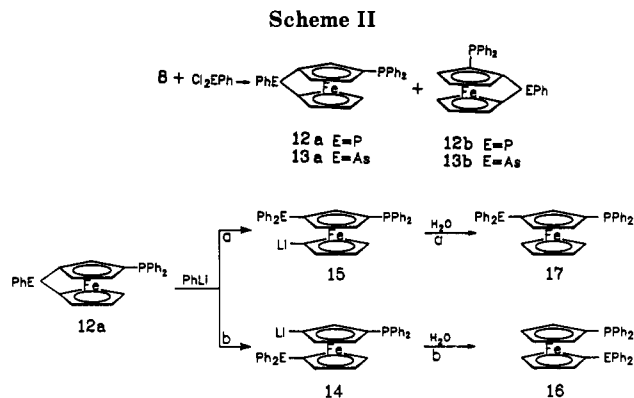 Scheme II
8 + Cl2EPh → PhE Fe PPh2 + PPh2 Fe EPh
12a E=P 12b E=P
13a E=As 13b E=As
Ph2E PPh2 H2O Ph2E PPh2
a Fe a Fe
Li
15 17
PhE Fe PPh2 PhLi
12a
Li PPh2 H2O PPh2
b Fe b Fe
Ph2E EPh2
14 16